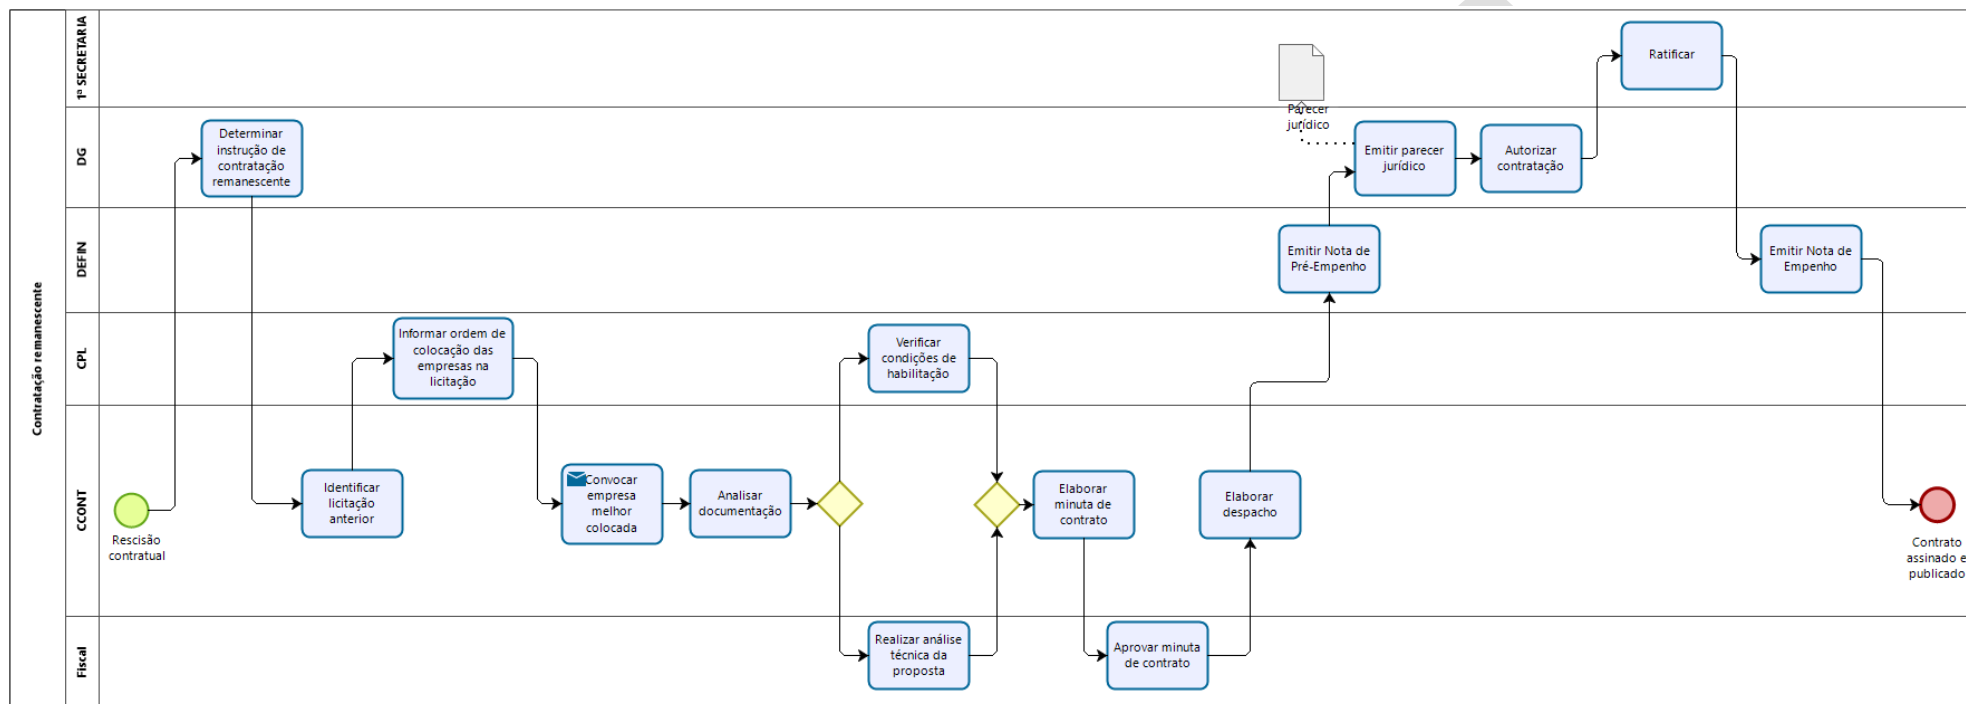 Contratação remanescente
1ª SECRETARIA
Ratificar
Parecer
jurídico
DG
Determinar
instrução de
contratação
remanescente
Emitir parecer
jurídico
Autorizar
contratação
DEFIN
Emitir Nota de
Pré-Empenho
Emitir Nota de
Empenho
CPL
Informar ordem de
colocação das
empresas na
licitação
Verificar
condições de
habilitação
CCONT
Rescisão
contratual
Identificar
licitação
anterior
Convocar
empresa
melhor
colocada
Analisar
documentação
Elaborar
minuta de
contrato
Elaborar
despacho
Contrato
assinado e
publicado
Fiscal
Realizar análise
técnica da
proposta
Aprovar minuta
de contrato